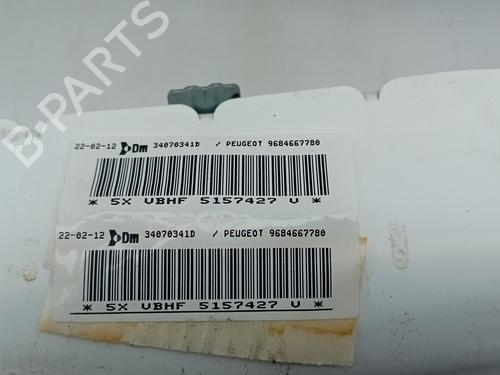 B-PARTS
22-02-12 Dm 34070341D / PEUGEOT 9684667780
* 5X VBHF 5157427 V *
22-02-12 Dm 34070341D / PEUGEOT 9684667780
* 5X VBHF 5157427 V *